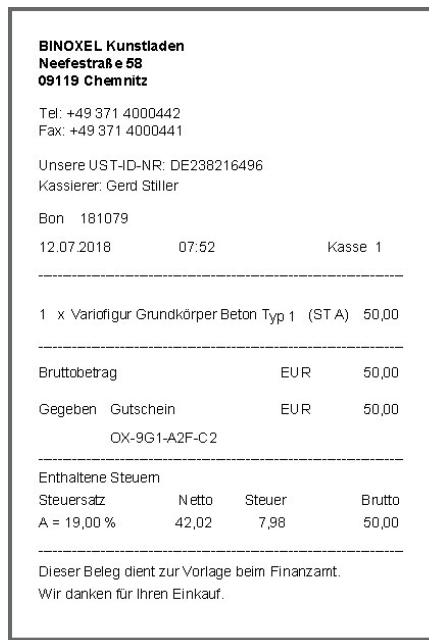 BINOXEL Kunstladen
Neefestraße 58
09119 Chemnitz
Tel: +49 371 4000442
Fax: +49 371 4000441
Unsere UST-ID-NR: DE238216496
Kassierer: Gerd Stiller
Bon 181079
12.07.2018 07:52 Kasse 1
1 x Variofigur Grundkörper Beton Typ 1 (ST A) 50,00
Bruttobetrag EUR 50,00
Gegeben Gutschein EUR 50,00
OX-9G1-A2F-C2
Enthaltene Steuern
Steuersatz Netto Steuer Brutto
A = 19,00 % 42,02 7,98 50,00
Dieser Beleg dient zur Vorlage beim Finanzamt.
Wir danken für Ihren Einkauf.